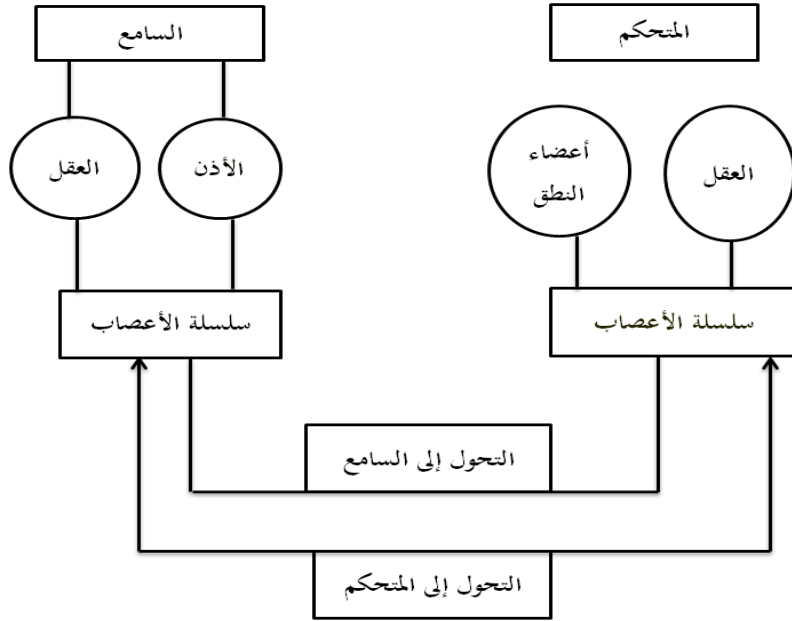 المتحكم
السامع
العقل
أعضاء
النطق
الأذن
العقل
سلسلة الأعصاب
سلسلة الأعصاب
التحول إلى السامع
التحول إلى المتحكم